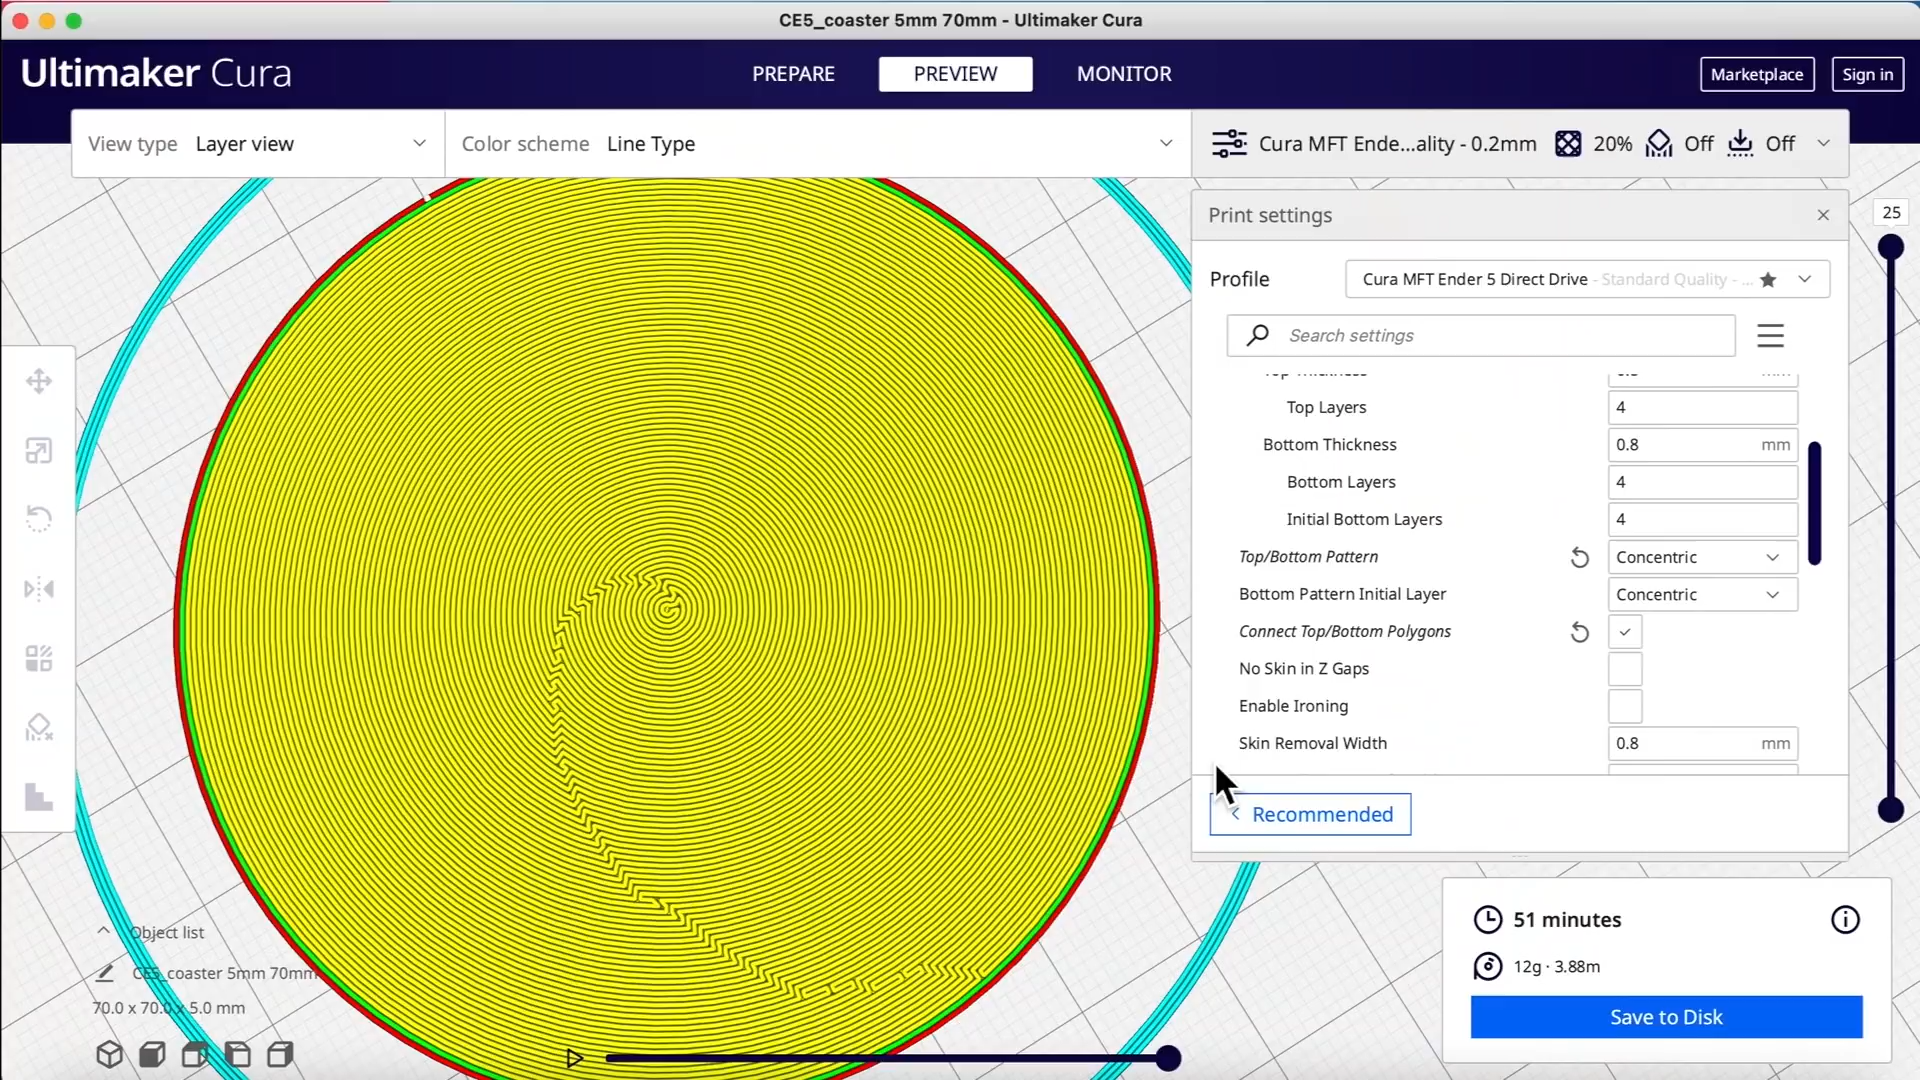 CE5_coaster 5mm 70mm - Ultimaker Cura
Ultimaker Cura
PREPARE
PREVIEW
MONITOR
Marketplace
Sign in
View type Layer view
Color scheme Line Type
Cura MFT Ende...ality - 0.2mm 20% Off Off
Print settings
25
Profile Cura MFT Ender 5 Direct Drive - Standard Quality - ...
Search settings
Top Thickness 0.8 mm
Top Layers 4
Bottom Thickness 0.8 mm
Bottom Layers 4
Initial Bottom Layers 4
Top/Bottom Pattern Concentric
Bottom Pattern Initial Layer Concentric
Connect Top/Bottom Polygons
No Skin in Z Gaps
Enable Ironing
Skin Removal Width 0.8 mm
Recommended
Object list
CE5_coaster 5mm 70mm
70.0 x 70.0 x 5.0 mm
51 minutes
12g · 3.88m
Save to Disk